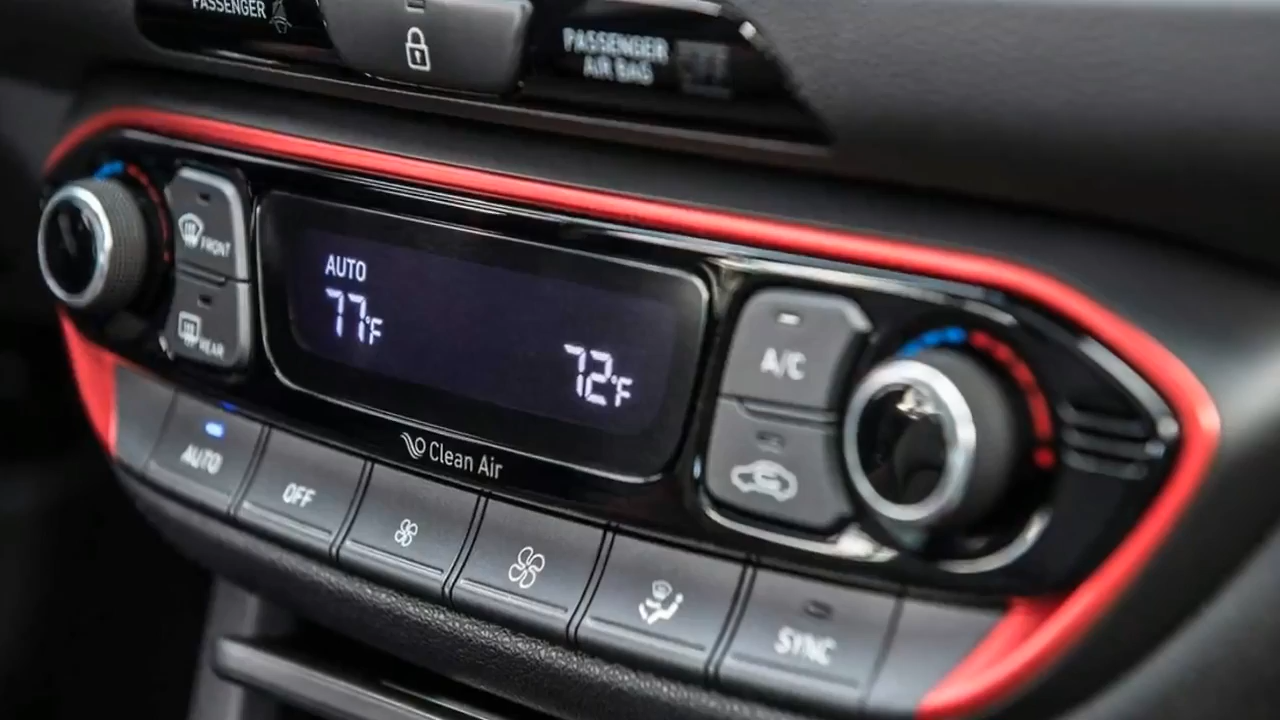 PASSENGER
PASSENGER
AIR BAG
FRONT
REAR
AUTO
77°F
72°F
A/C
Clean Air
AUTO
OFF
SYNC